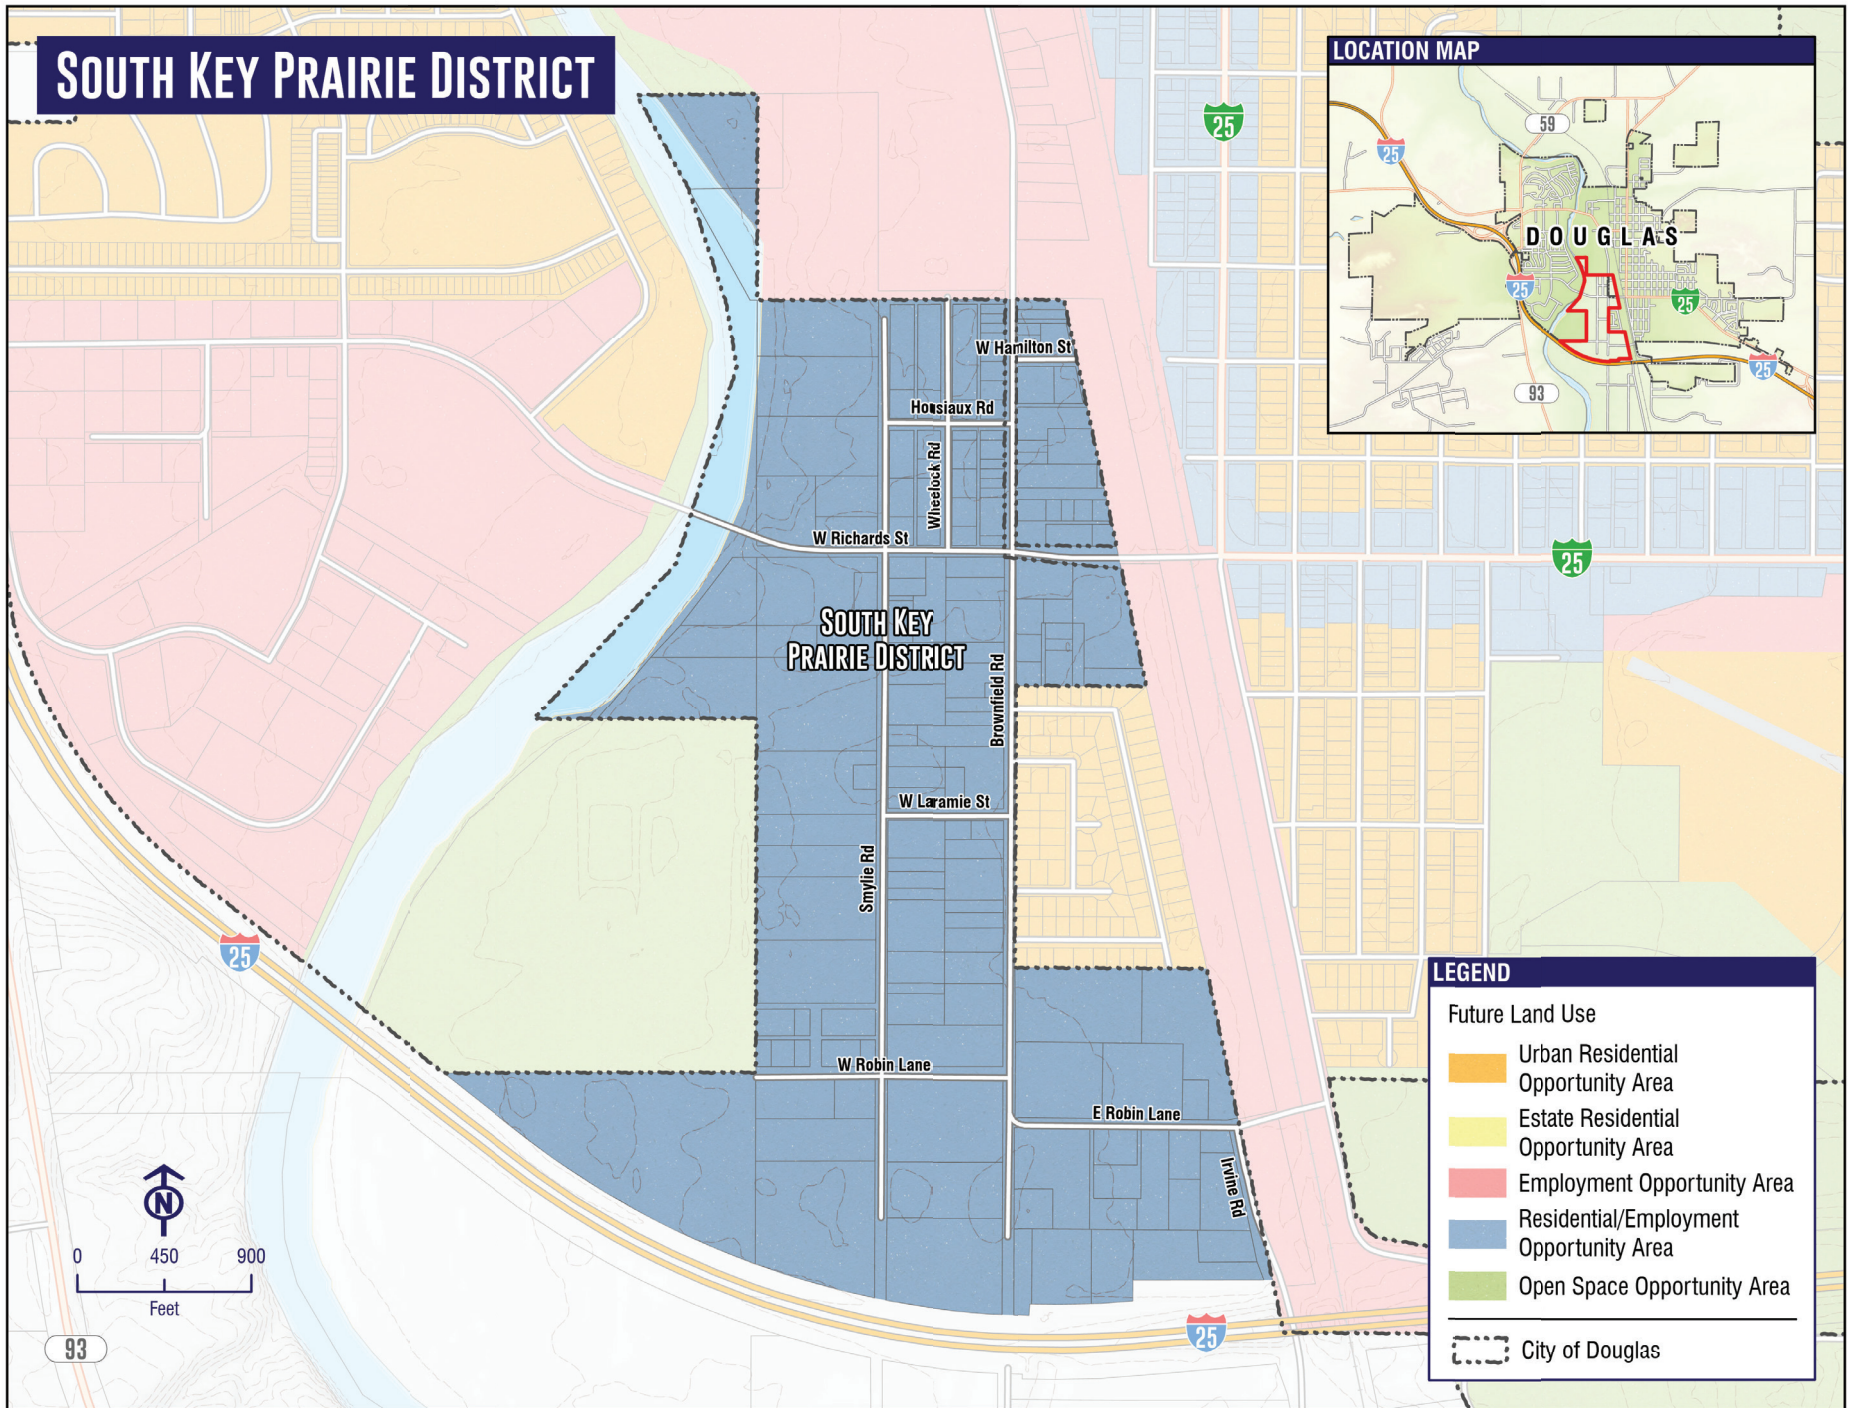 SOUTH KEY PRAIRIE DISTRICT
LOCATION MAP
59
25
DOUGLAS
25
25
25
93
25
W Hamilton St
Housiaux Rd
Wheelock Rd
W Richards St
25
SOUTH KEY
PRAIRIE DISTRICT
Brownfield Rd
W Laramie St
Smylie Rd
25
W Robin Lane
E Robin Lane
Irvine Rd
N
0 450 900
Feet
93
25
LEGEND
Future Land Use
Urban Residential
Opportunity Area
Estate Residential
Opportunity Area
Employment Opportunity Area
Residential/Employment
Opportunity Area
Open Space Opportunity Area
City of Douglas